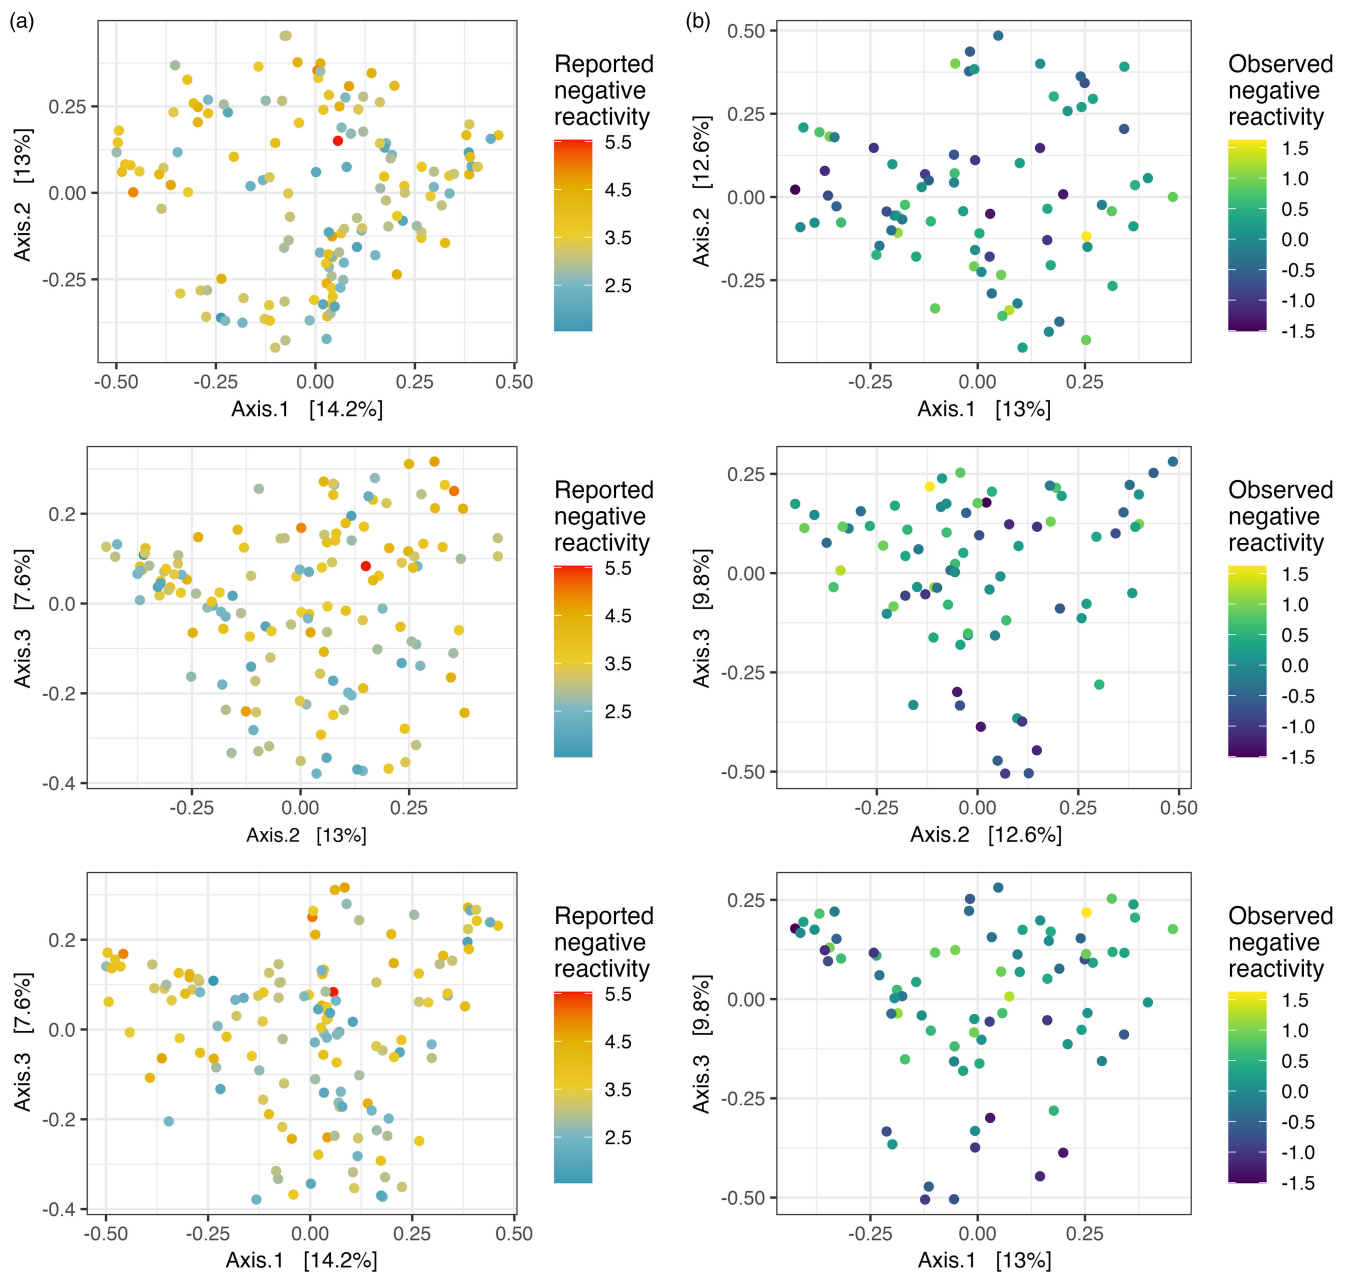 (a)
0.25
0.00
-0.25
Axis.2 [13%]
-0.50
-0.25
0.00
0.25
0.50
Axis.1 [14.2%]
Reported
negative
reactivity
5.5
4.5
3.5
2.5
(b)
0.50
0.25
0.00
-0.25
Axis.2 [12.6%]
-0.25
0.00
0.25
Axis.1 [13%]
Observed
negative
reactivity
1.5
1.0
0.5
0.0
-0.5
-1.0
-1.5
0.2
0.0
-0.2
-0.4
Axis.3 [7.6%]
-0.25
0.00
0.25
Axis.2 [13%]
Reported
negative
reactivity
5.5
4.5
3.5
2.5
0.25
0.00
-0.25
-0.50
Axis.3 [9.8%]
-0.25
0.00
0.25
0.50
Axis.2 [12.6%]
Observed
negative
reactivity
1.5
1.0
0.5
0.0
-0.5
-1.0
-1.5
0.2
0.0
-0.2
-0.4
Axis.3 [7.6%]
-0.50
-0.25
0.00
0.25
0.50
Axis.1 [14.2%]
Reported
negative
reactivity
5.5
4.5
3.5
2.5
0.25
0.00
-0.25
-0.50
Axis.3 [9.8%]
-0.25
0.00
0.25
Axis.1 [13%]
Observed
negative
reactivity
1.5
1.0
0.5
0.0
-0.5
-1.0
-1.5